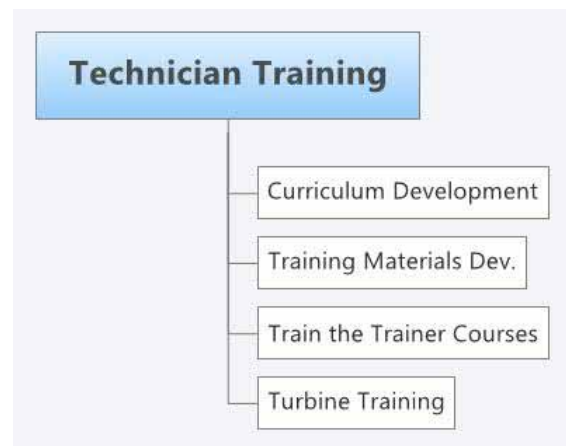 Technician Training
Curriculum Development
Training Materials Dev.
Train the Trainer Courses
Turbine Training